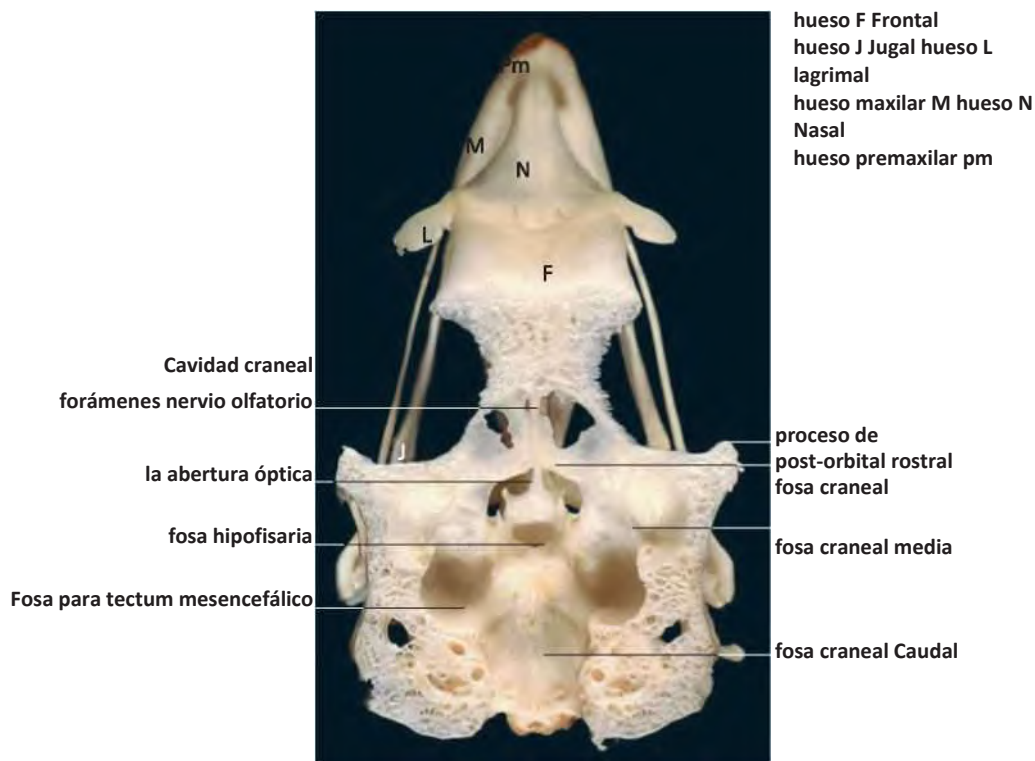 hueso F Frontal
hueso J Jugal hueso L
lagrimal
hueso maxilar M hueso N
Nasal
hueso premaxilar pm
Pm
M
N
L
F
Cavidad craneal
forámenes nervio olfatorio
J
la abertura óptica
fosa hipofisaria
Fosa para tectum mesencefálico
proceso de
post-orbital rostral
fosa craneal
fosa craneal media
fosa craneal Caudal